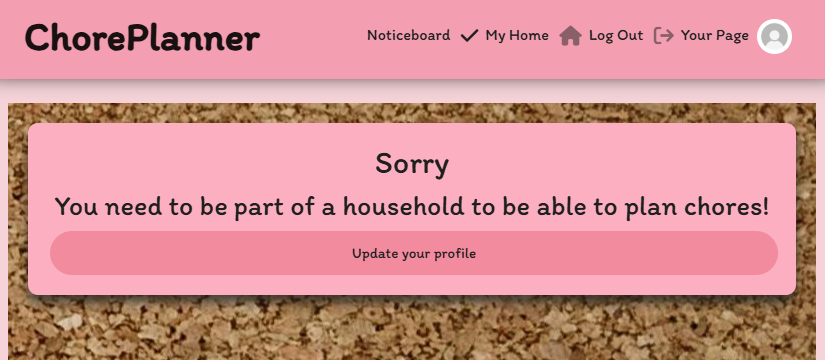 ChorePlanner
Noticeboard My Home Log Out Your Page
Sorry
You need to be part of a household to be able to plan chores!
Update your profile